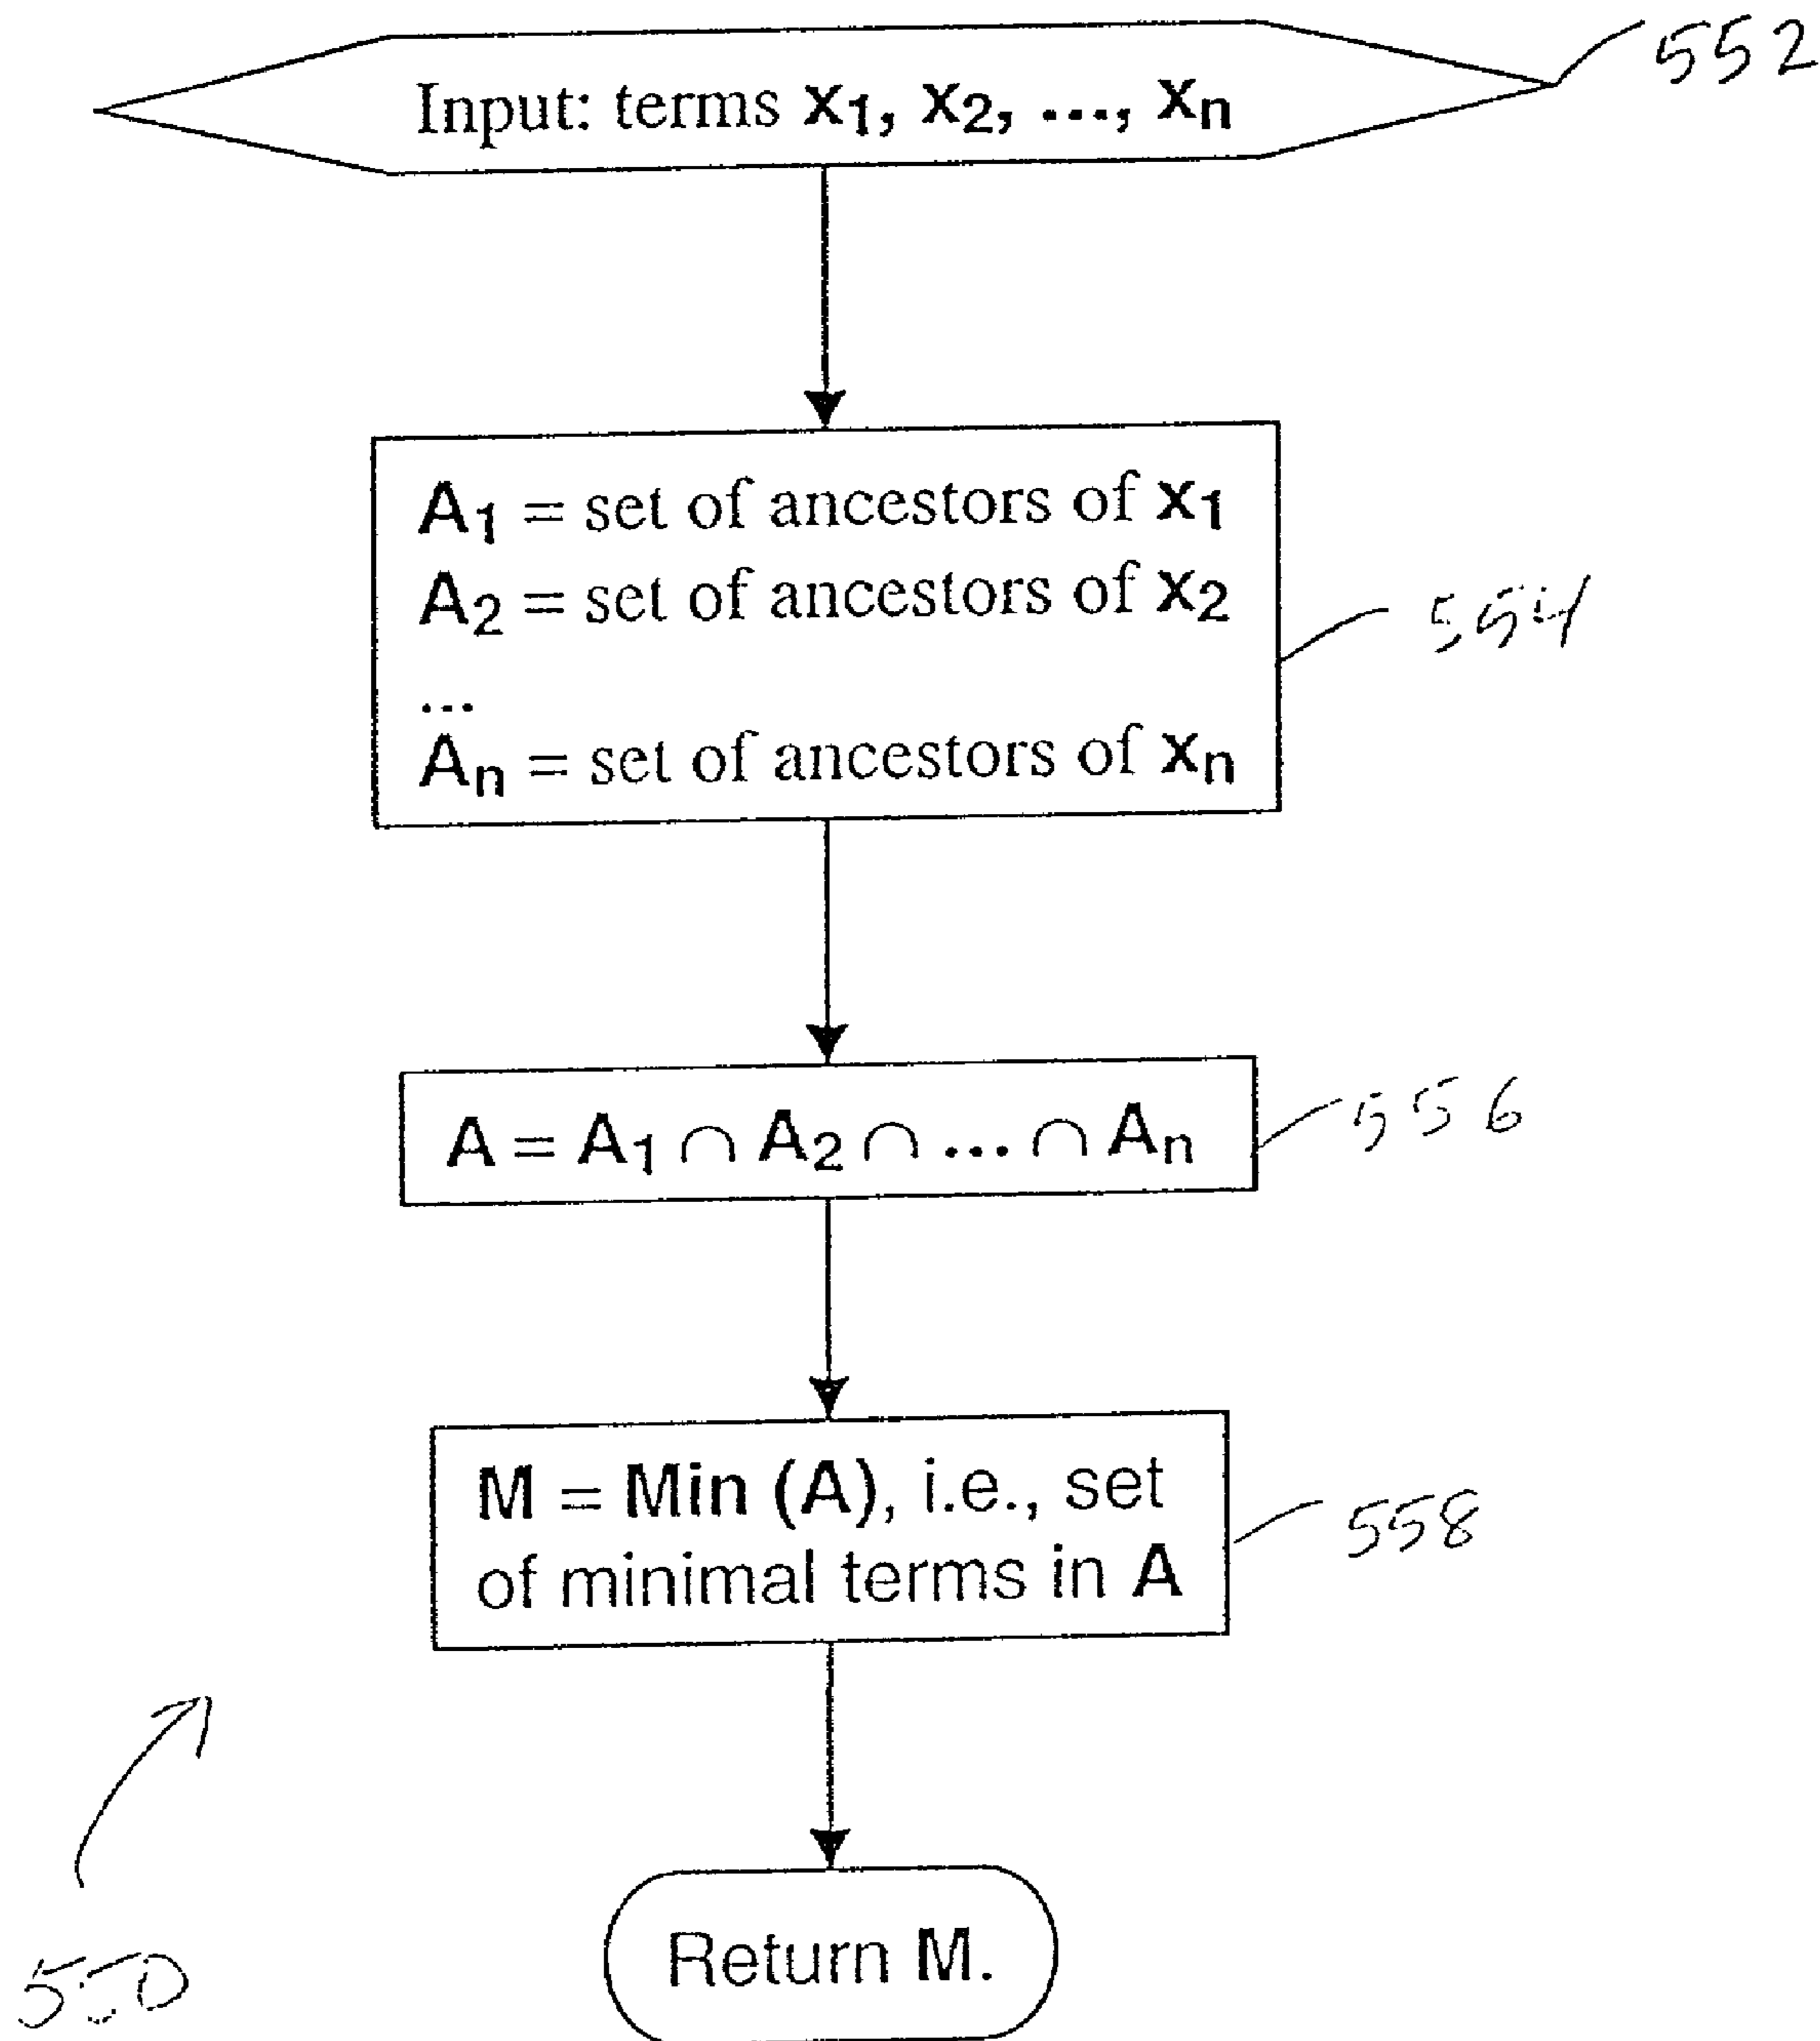 552
Input: terms x₁, x₂, ..., xₙ
A₁ = set of ancestors of x₁
A₂ = set of ancestors of x₂
...
Aₙ = set of ancestors of xₙ
554
A = A₁ ∩ A₂ ∩ ... ∩ Aₙ
556
M = Min (A), i.e., set
of minimal terms in A
558
Return M.
550